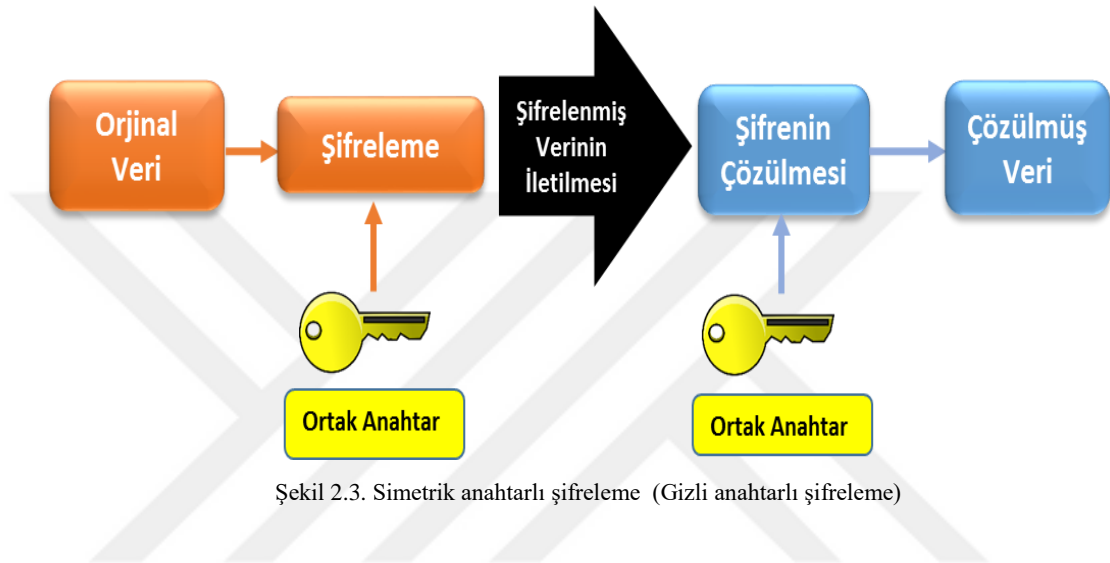 Orjinal
Veri
Şifreleme
Şifrelenmiş
Verinin
İletilmesi
Şifrenin
Çözülmesi
Çözülmüş
Veri
Ortak Anahtar
Ortak Anahtar
Şekil 2.3. Simetrik anahtarlı şifreleme (Gizli anahtarlı şifreleme)